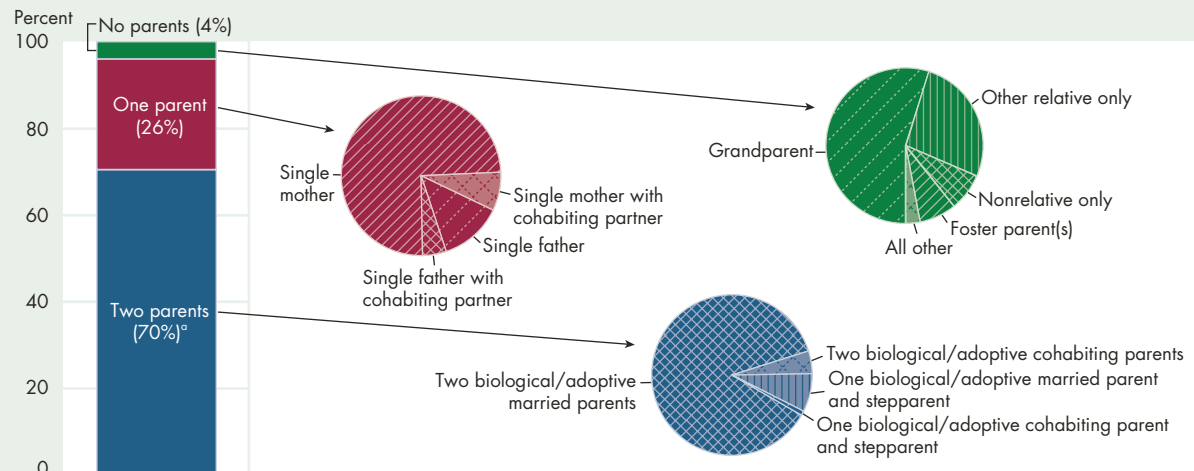 Percent
No parents (4%)
100
80
60
40
20
0
One parent
(26%)
Two parents
(70%)ᵃ
Single
mother
Single mother with
cohabiting partner
Single father
Single father with
cohabiting partner
Grandparent
Other relative only
Nonrelative only
Foster parent(s)
All other
Two biological/adoptive
married parents
Two biological/adoptive cohabiting parents
One biological/adoptive married parent
and stepparent
One biological/adoptive cohabiting parent
and stepparent